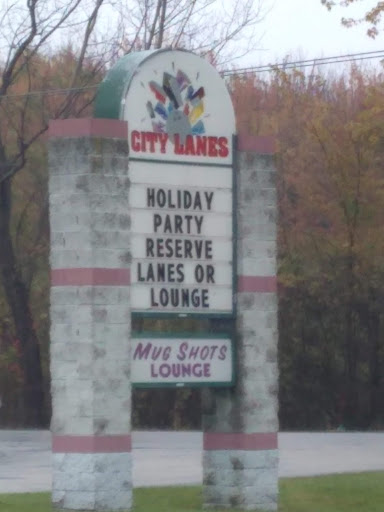 CITY LANES
HOLIDAY
PARTY
RESERVE
LANES OR
LOUNGE
MUG SHOTS
LOUNGE